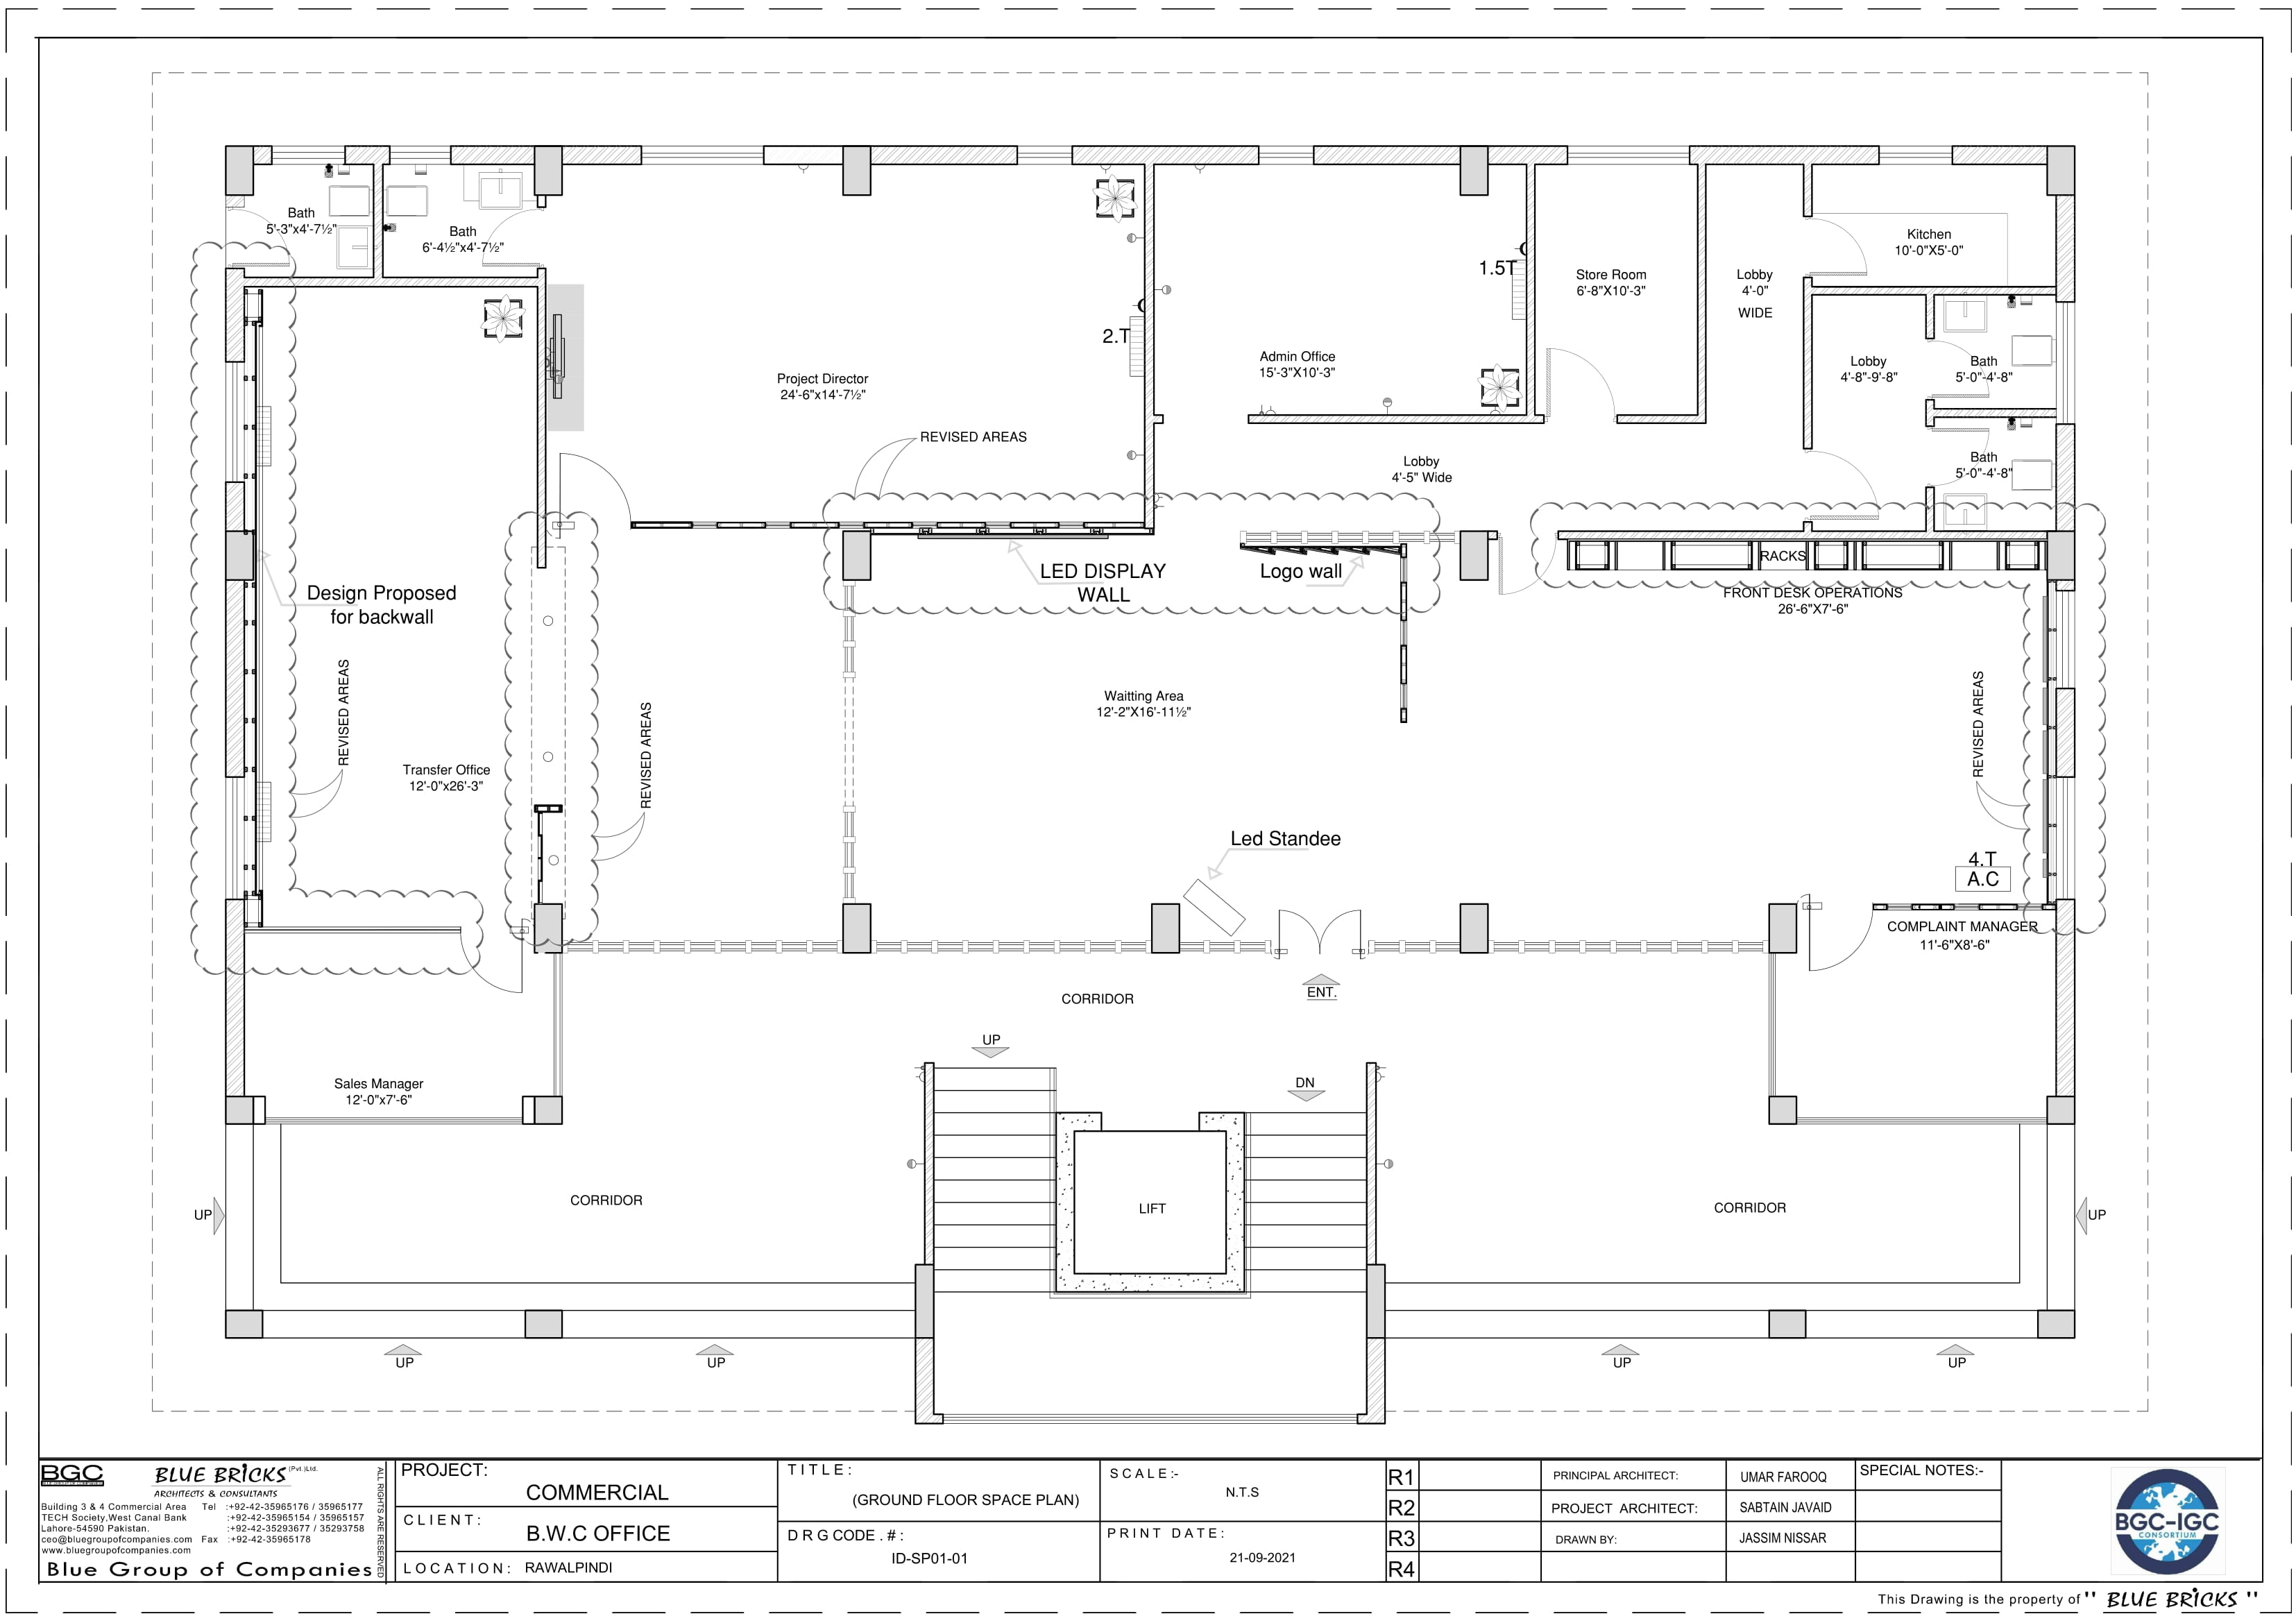 Bath
5'-3"x4'-7½"
Bath
6'-4½"x4'-7½"
Kitchen
10'-0"X5'-0"
1.5T
Store Room
6'-8"X10'-3"
Lobby
4'-0"
WIDE
2.T
Project Director
24'-6"x14'-7½"
Admin Office
15'-3"X10'-3"
Lobby
4'-8"-9'-8"
Bath
5'-0"-4'-8"
REVISED AREAS
Lobby
4'-5" Wide
Bath
5'-0"-4'-8"
Design Proposed
for backwall
LED DISPLAY
WALL
Logo wall
RACKS
FRONT DESK OPERATIONS
26'-6"X7'-6"
REVISED AREAS
REVISED AREAS
Waitting Area
12'-2"X16'-11½"
REVISED AREAS
Transfer Office
12'-0"x26'-3"
Led Standee
4.T
A.C
COMPLAINT MANAGER
11'-6"X8'-6"
CORRIDOR
ENT.
UP
DN
Sales Manager
12'-0"x7'-6"
CORRIDOR
LIFT
CORRIDOR
UP
UP
UP
UP
UP
UP
BGC
BLUE BRICKS (Pvt.)Ltd.
ARCHITECTS & CONSULTANTS
Building 3 & 4 Commercial Area Tel :+92-42-35965176 / 35965177
TECH Society,West Canal Bank :+92-42-35965154 / 35965157
Lahore-54590 Pakistan. :+92-42-35293677 / 35293758
ceo@bluegroupofcompanies.com Fax :+92-42-35965178
www.bluegroupofcompanies.com
Blue Group of Companies
ALL RIGHTS ARE RESERVED
PROJECT:
COMMERCIAL
CLIENT:
B.W.C OFFICE
LOCATION: RAWALPINDI
TITLE:
(GROUND FLOOR SPACE PLAN)
DRG CODE . # :
ID-SP01-01
SCALE:-
N.T.S
PRINT DATE:
21-09-2021
R1
R2
R3
R4
PRINCIPAL ARCHITECT: UMAR FAROOQ
PROJECT ARCHITECT: SABTAIN JAVAID
DRAWN BY: JASSIM NISSAR
SPECIAL NOTES:-
BGC-IGC
CONSORTIUM
This Drawing is the property of " BLUE BRICKS "